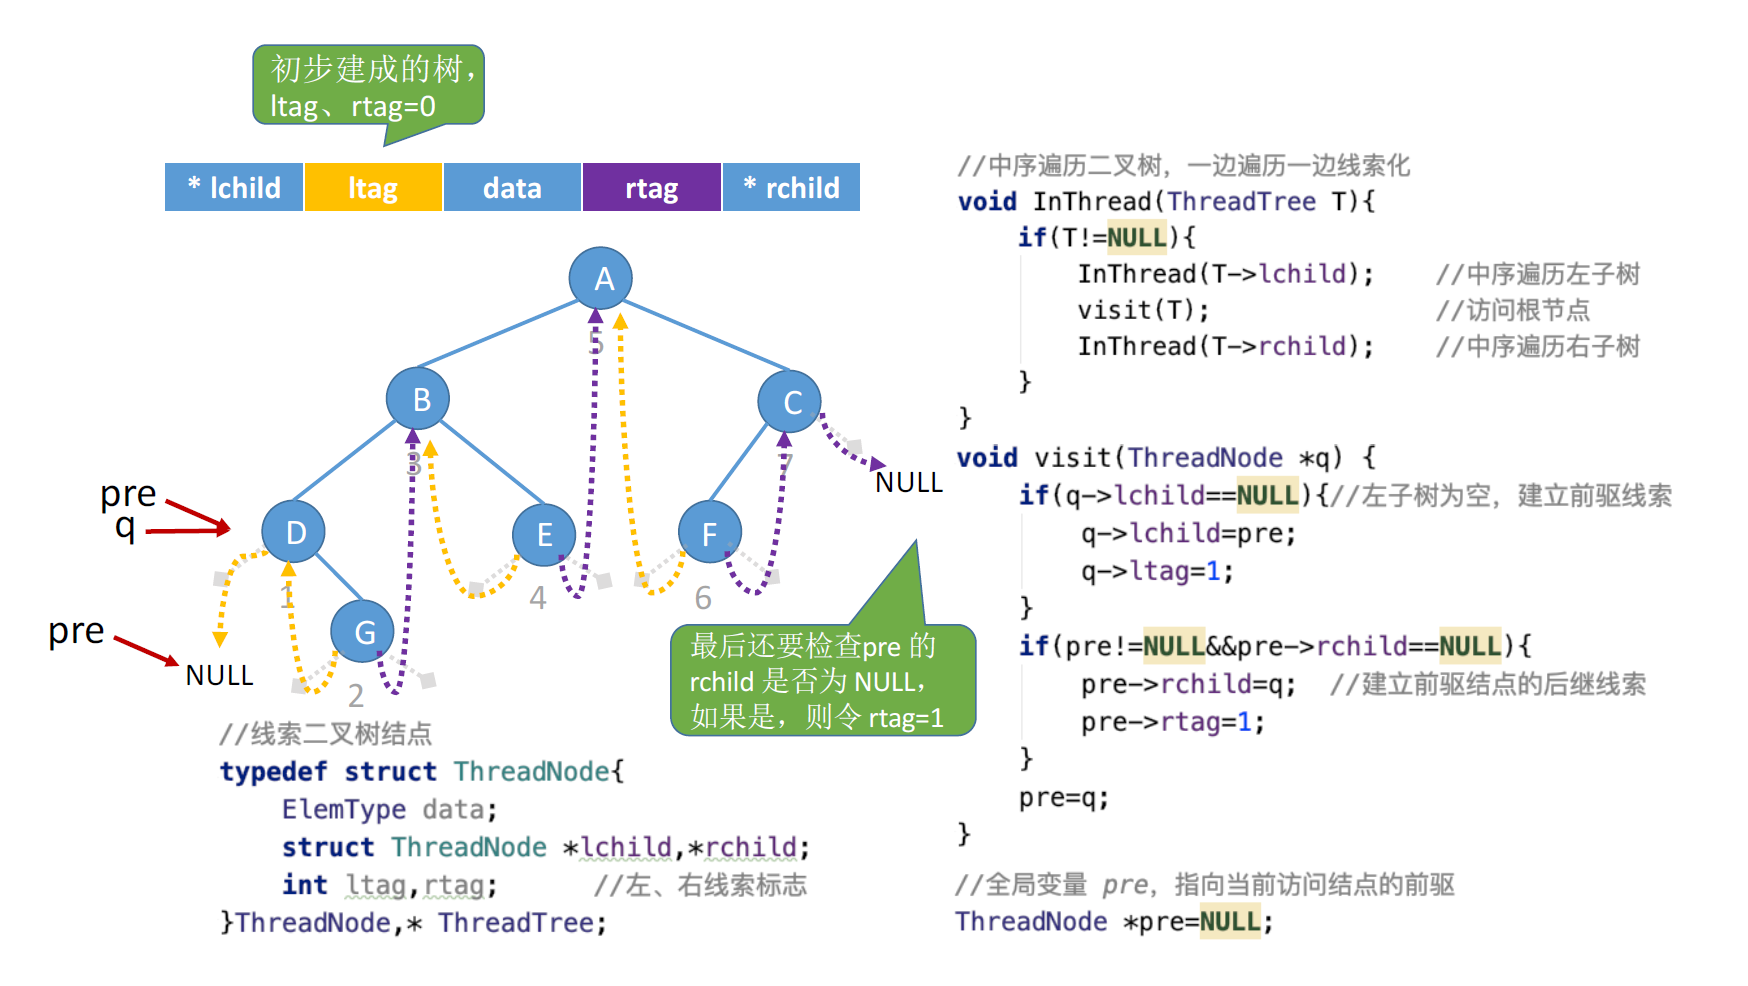 初步建成的树，
ltag、rtag=0
* lchild ltag data rtag * rchild
A
5
B
C
3
7
NULL
pre
q
D
E
F
1
4
6
G
pre
NULL
2
最后还要检查pre 的
rchild 是否为 NULL，
如果是，则令 rtag=1
//线索二叉树结点
typedef struct ThreadNode{
ElemType data;
struct ThreadNode *lchild,*rchild;
int ltag,rtag; //左、右线索标志
}ThreadNode,* ThreadTree;
//中序遍历二叉树，一边遍历一边线索化
void InThread(ThreadTree T){
if(T!=NULL){
InThread(T->lchild); //中序遍历左子树
visit(T); //访问根节点
InThread(T->rchild); //中序遍历右子树
}
}
void visit(ThreadNode *q) {
if(q->lchild==NULL){//左子树为空，建立前驱线索
q->lchild=pre;
q->ltag=1;
}
if(pre!=NULL&&pre->rchild==NULL){
pre->rchild=q; //建立前驱结点的后继线索
pre->rtag=1;
}
pre=q;
}
//全局变量 pre，指向当前访问结点的前驱
ThreadNode *pre=NULL;